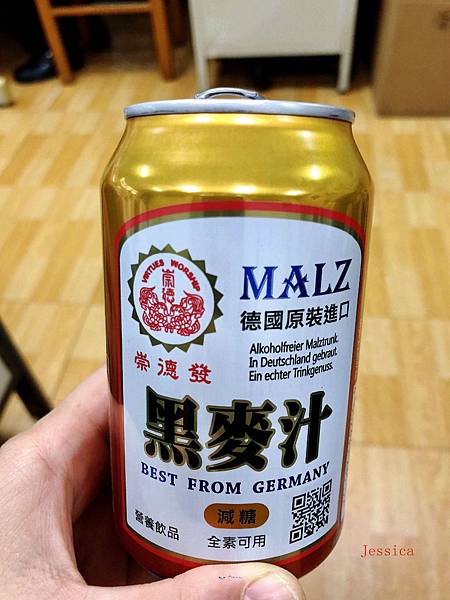 VIRTUES WORSHIP
崇德
MALZ
德國原裝進口
Alkoholfreier Malztrunk.
In Deutschland gebraut.
Ein echter Trinkgenuss.
崇德發
黑麥汁
BEST FROM GERMANY
減糖
營養飲品
全素可用
Jessica